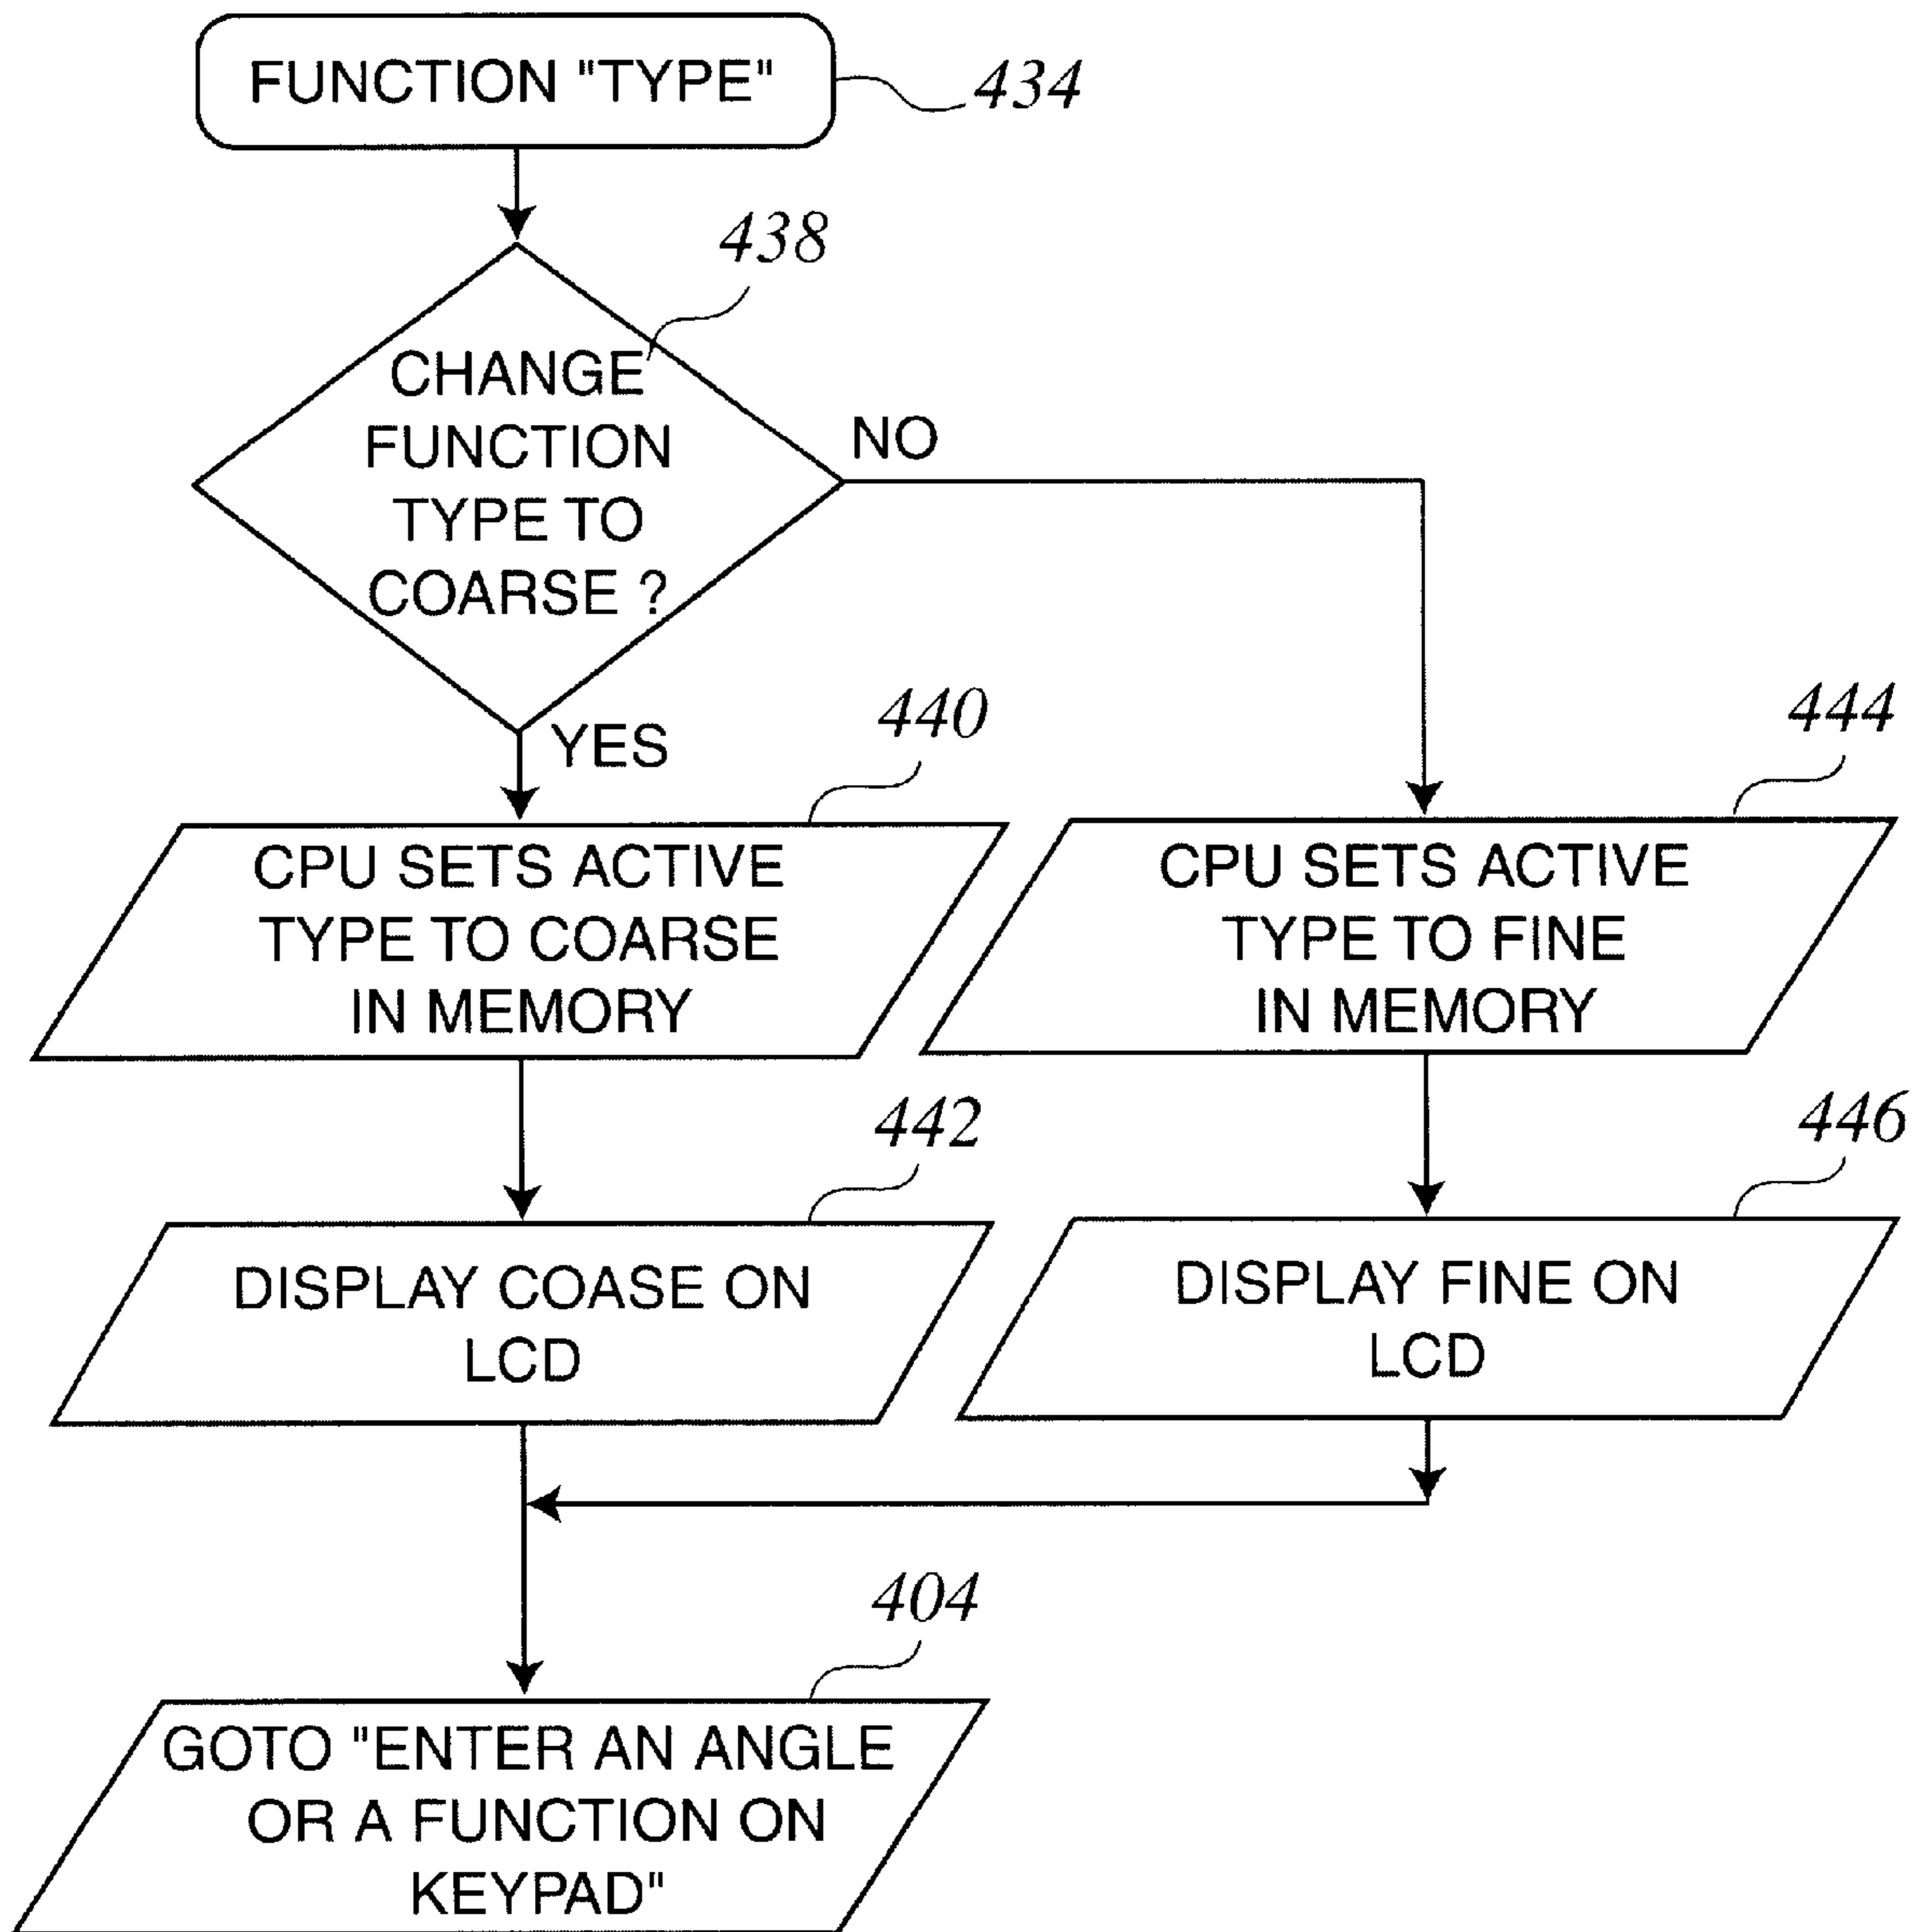 FUNCTION "TYPE"
434
438
CHANGE
FUNCTION
TYPE TO
COARSE ?
NO
YES
440
CPU SETS ACTIVE
TYPE TO COARSE
IN MEMORY
444
CPU SETS ACTIVE
TYPE TO FINE
IN MEMORY
442
DISPLAY COASE ON
LCD
446
DISPLAY FINE ON
LCD
404
GOTO "ENTER AN ANGLE
OR A FUNCTION ON
KEYPAD"